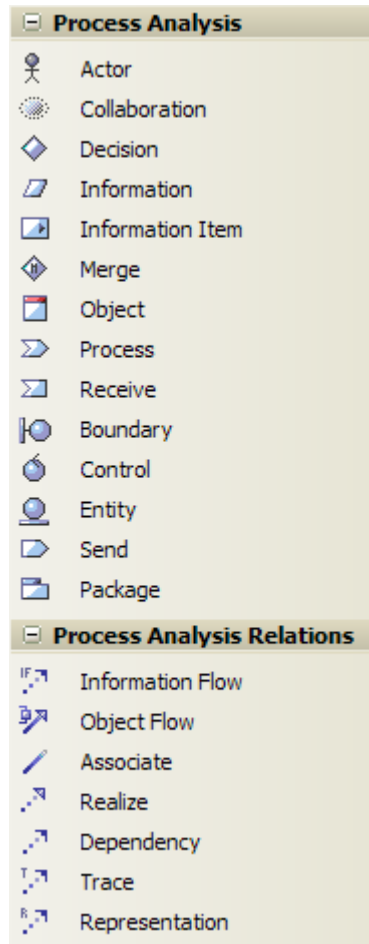 Process Analysis
Actor
Collaboration
Decision
Information
Information Item
M Merge
Object
Process
Receive
Boundary
Control
Entity
Send
Package
Process Analysis Relations
IF Information Flow
Object Flow
Associate
Realize
Dependency
T Trace
R Representation